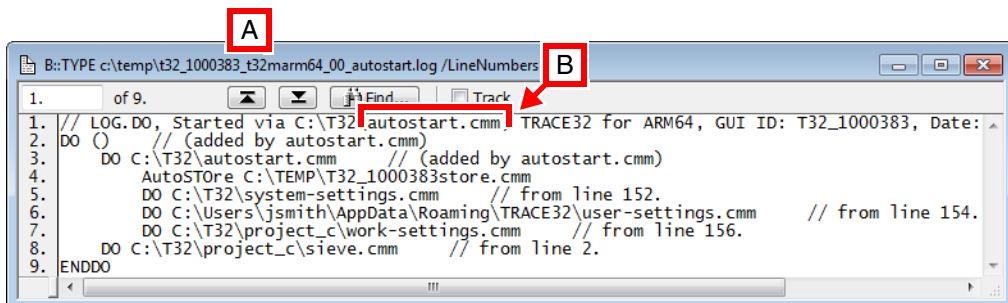 A
B::TYPE c:\temp\t32_1000383_t32marm64_00_autostart.log /LineNumbers
B
1. of 9. Find... Track
1. // LOG.DO, Started via C:\T32\autostart.cmm, TRACE32 for ARM64, GUI ID: T32_1000383, Date:
2. DO () // (added by autostart.cmm)
3. DO C:\T32\autostart.cmm // (added by autostart.cmm)
4. AutoSTOre C:\TEMP\T32_1000383store.cmm
5. DO C:\T32\system-settings.cmm // from line 152.
6. DO C:\Users\jsmith\AppData\Roaming\TRACE32\user-settings.cmm // from line 154.
7. DO C:\T32\project_c\work-settings.cmm // from line 156.
8. DO C:\T32\project_c\sieve.cmm // from line 2.
9. ENDDO